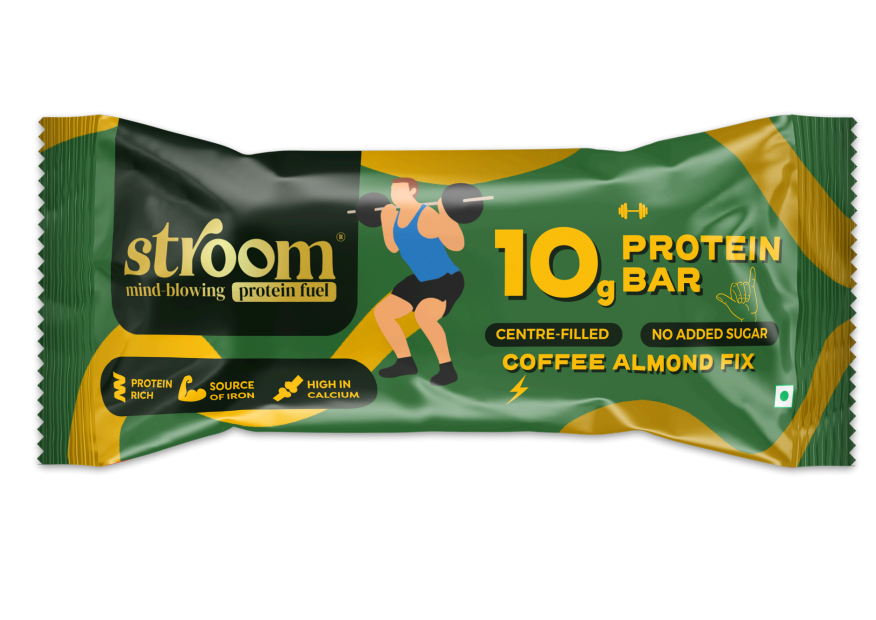 stroom®
mind-blowing protein fuel
PROTEIN
RICH
SOURCE
OF IRON
HIGH IN
CALCIUM
10g
PROTEIN
BAR
CENTRE-FILLED
NO ADDED SUGAR
COFFEE ALMOND FIX